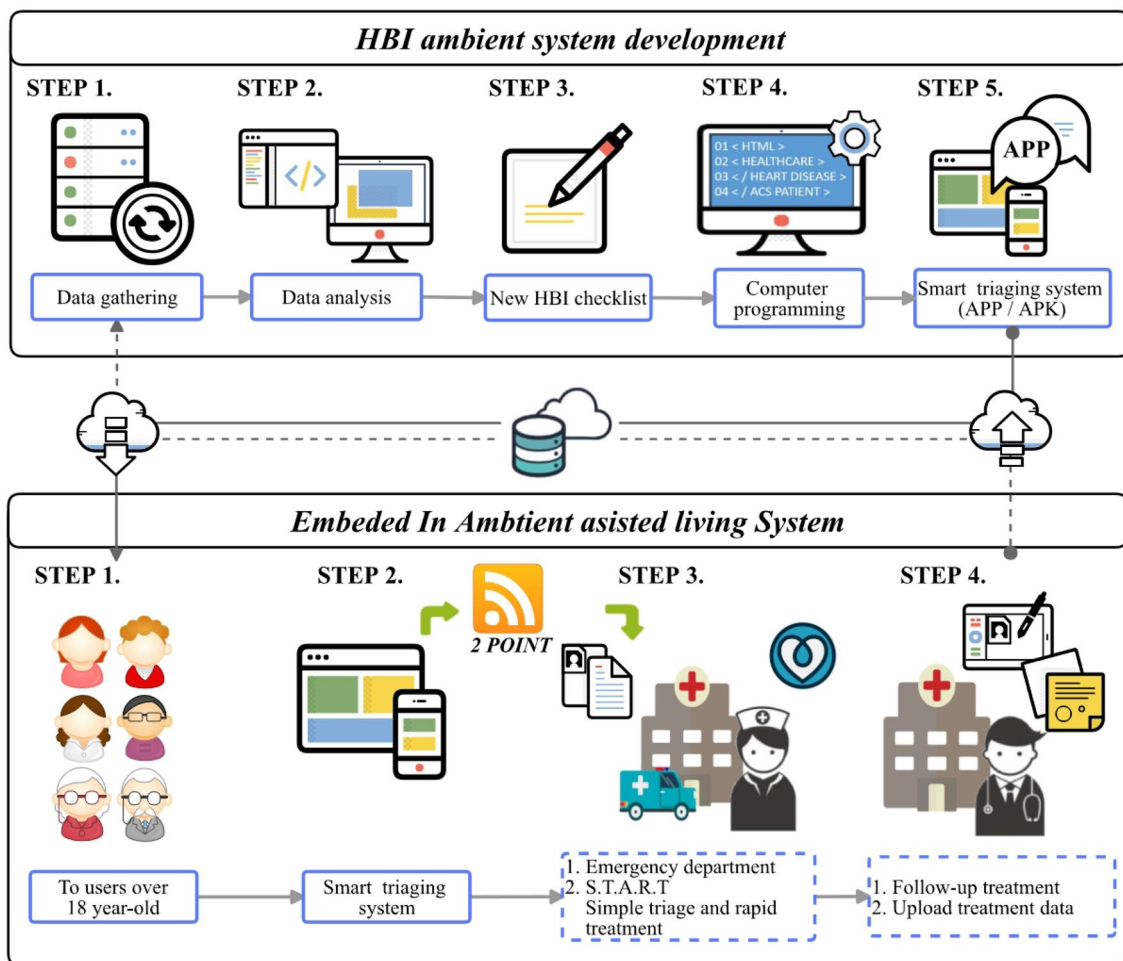 HBI ambient system development
STEP 1.
STEP 2.
STEP 3.
STEP 4.
STEP 5.
01 < HTML >
02 < HEALTHCARE >
03 < / HEART DISEASE >
04 < / ACS PATIENT >
</>
APP
Data gathering
Data analysis
New HBI checklist
Computer
programming
Smart triaging system
(APP / APK)
Embeded In Ambtient asisted living System
STEP 1.
STEP 2.
STEP 3.
STEP 4.
2 POINT
To users over
18 year-old
Smart triaging
system
1. Emergency department
2. S.T.A.R.T
Simple triage and rapid
treatment
1. Follow-up treatment
2. Upload treatment data